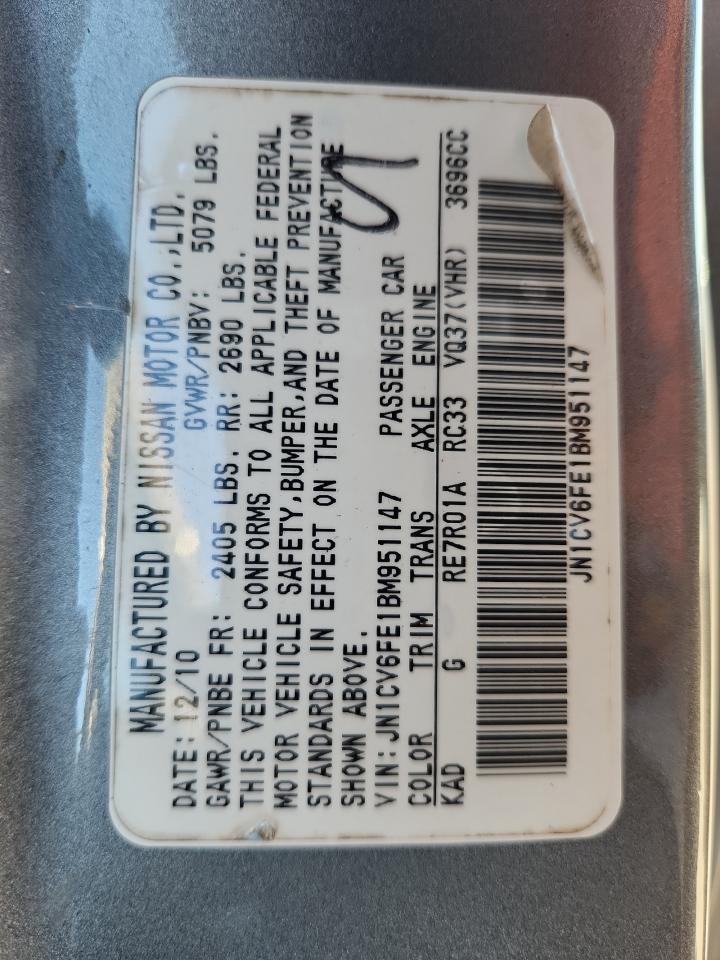 MANUFACTURED BY NISSAN MOTOR CO.,LTD.
DATE: 12/10 GVWR/PNBV: 5079 LBS.
GAWR/PNBE FR: 2405 LBS. RR: 2690 LBS.
THIS VEHICLE CONFORMS TO ALL APPLICABLE FEDERAL
MOTOR VEHICLE SAFETY,BUMPER,AND THEFT PREVENTION
STANDARDS IN EFFECT ON THE DATE OF MANUFACTURE
SHOWN ABOVE.
VIN: JN1CV6FE1BM951147 PASSENGER CAR
COLOR TRIM TRANS AXLE ENGINE
KAD G RE7R01A RC33 VQ37(VHR) 3696CC
JN1CV6FE1BM951147